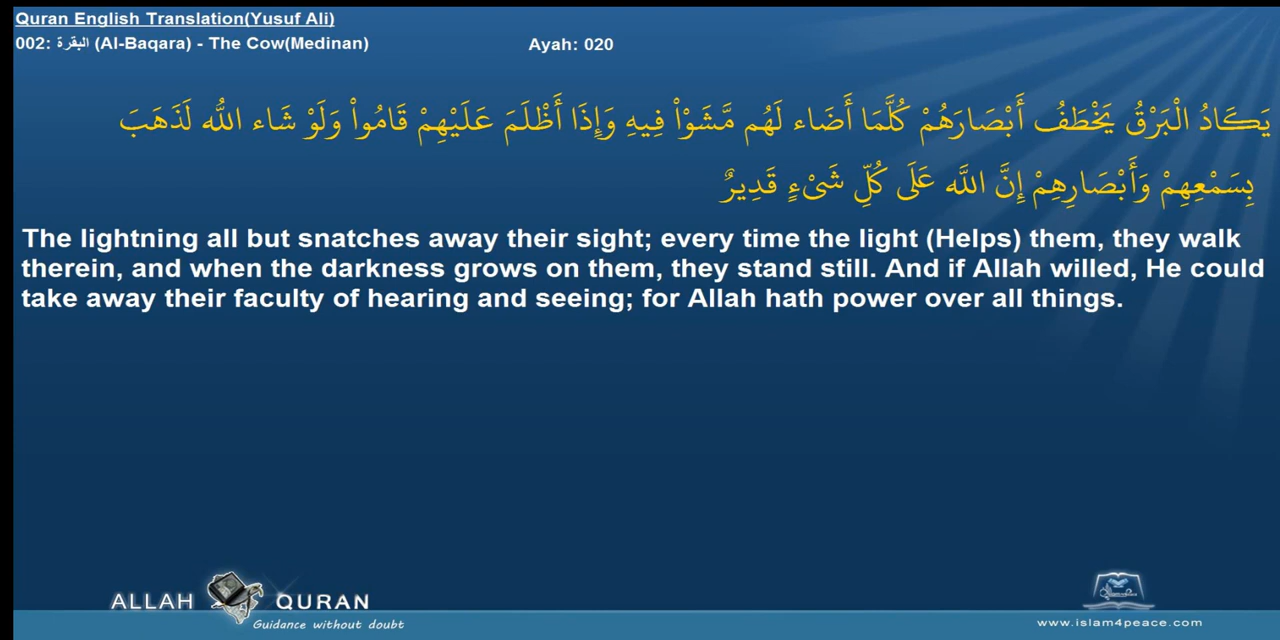 Quran English Translation(Yusuf Ali)
002: البقرة (Al-Baqara) - The Cow(Medinan)
Ayah: 020
يَكَادُ الْبَرْقُ يَخْطَفُ أَبْصَارَهُمْ كُلَّمَا أَضَاء لَهُم مَّشَوْاْ فِيهِ وَإِذَا أَظْلَمَ عَلَيْهِمْ قَامُواْ وَلَوْ شَاء اللّهُ لَذَهَبَ
بِسَمْعِهِمْ وَأَبْصَارِهِمْ إِنَّ اللَّه عَلَى كُلِّ شَيْءٍ قَدِيرٌ
The lightning all but snatches away their sight; every time the light (Helps) them, they walk
therein, and when the darkness grows on them, they stand still. And if Allah willed, He could
take away their faculty of hearing and seeing; for Allah hath power over all things.
ALLAH QURAN
Guidance without doubt
www.islam4peace.com